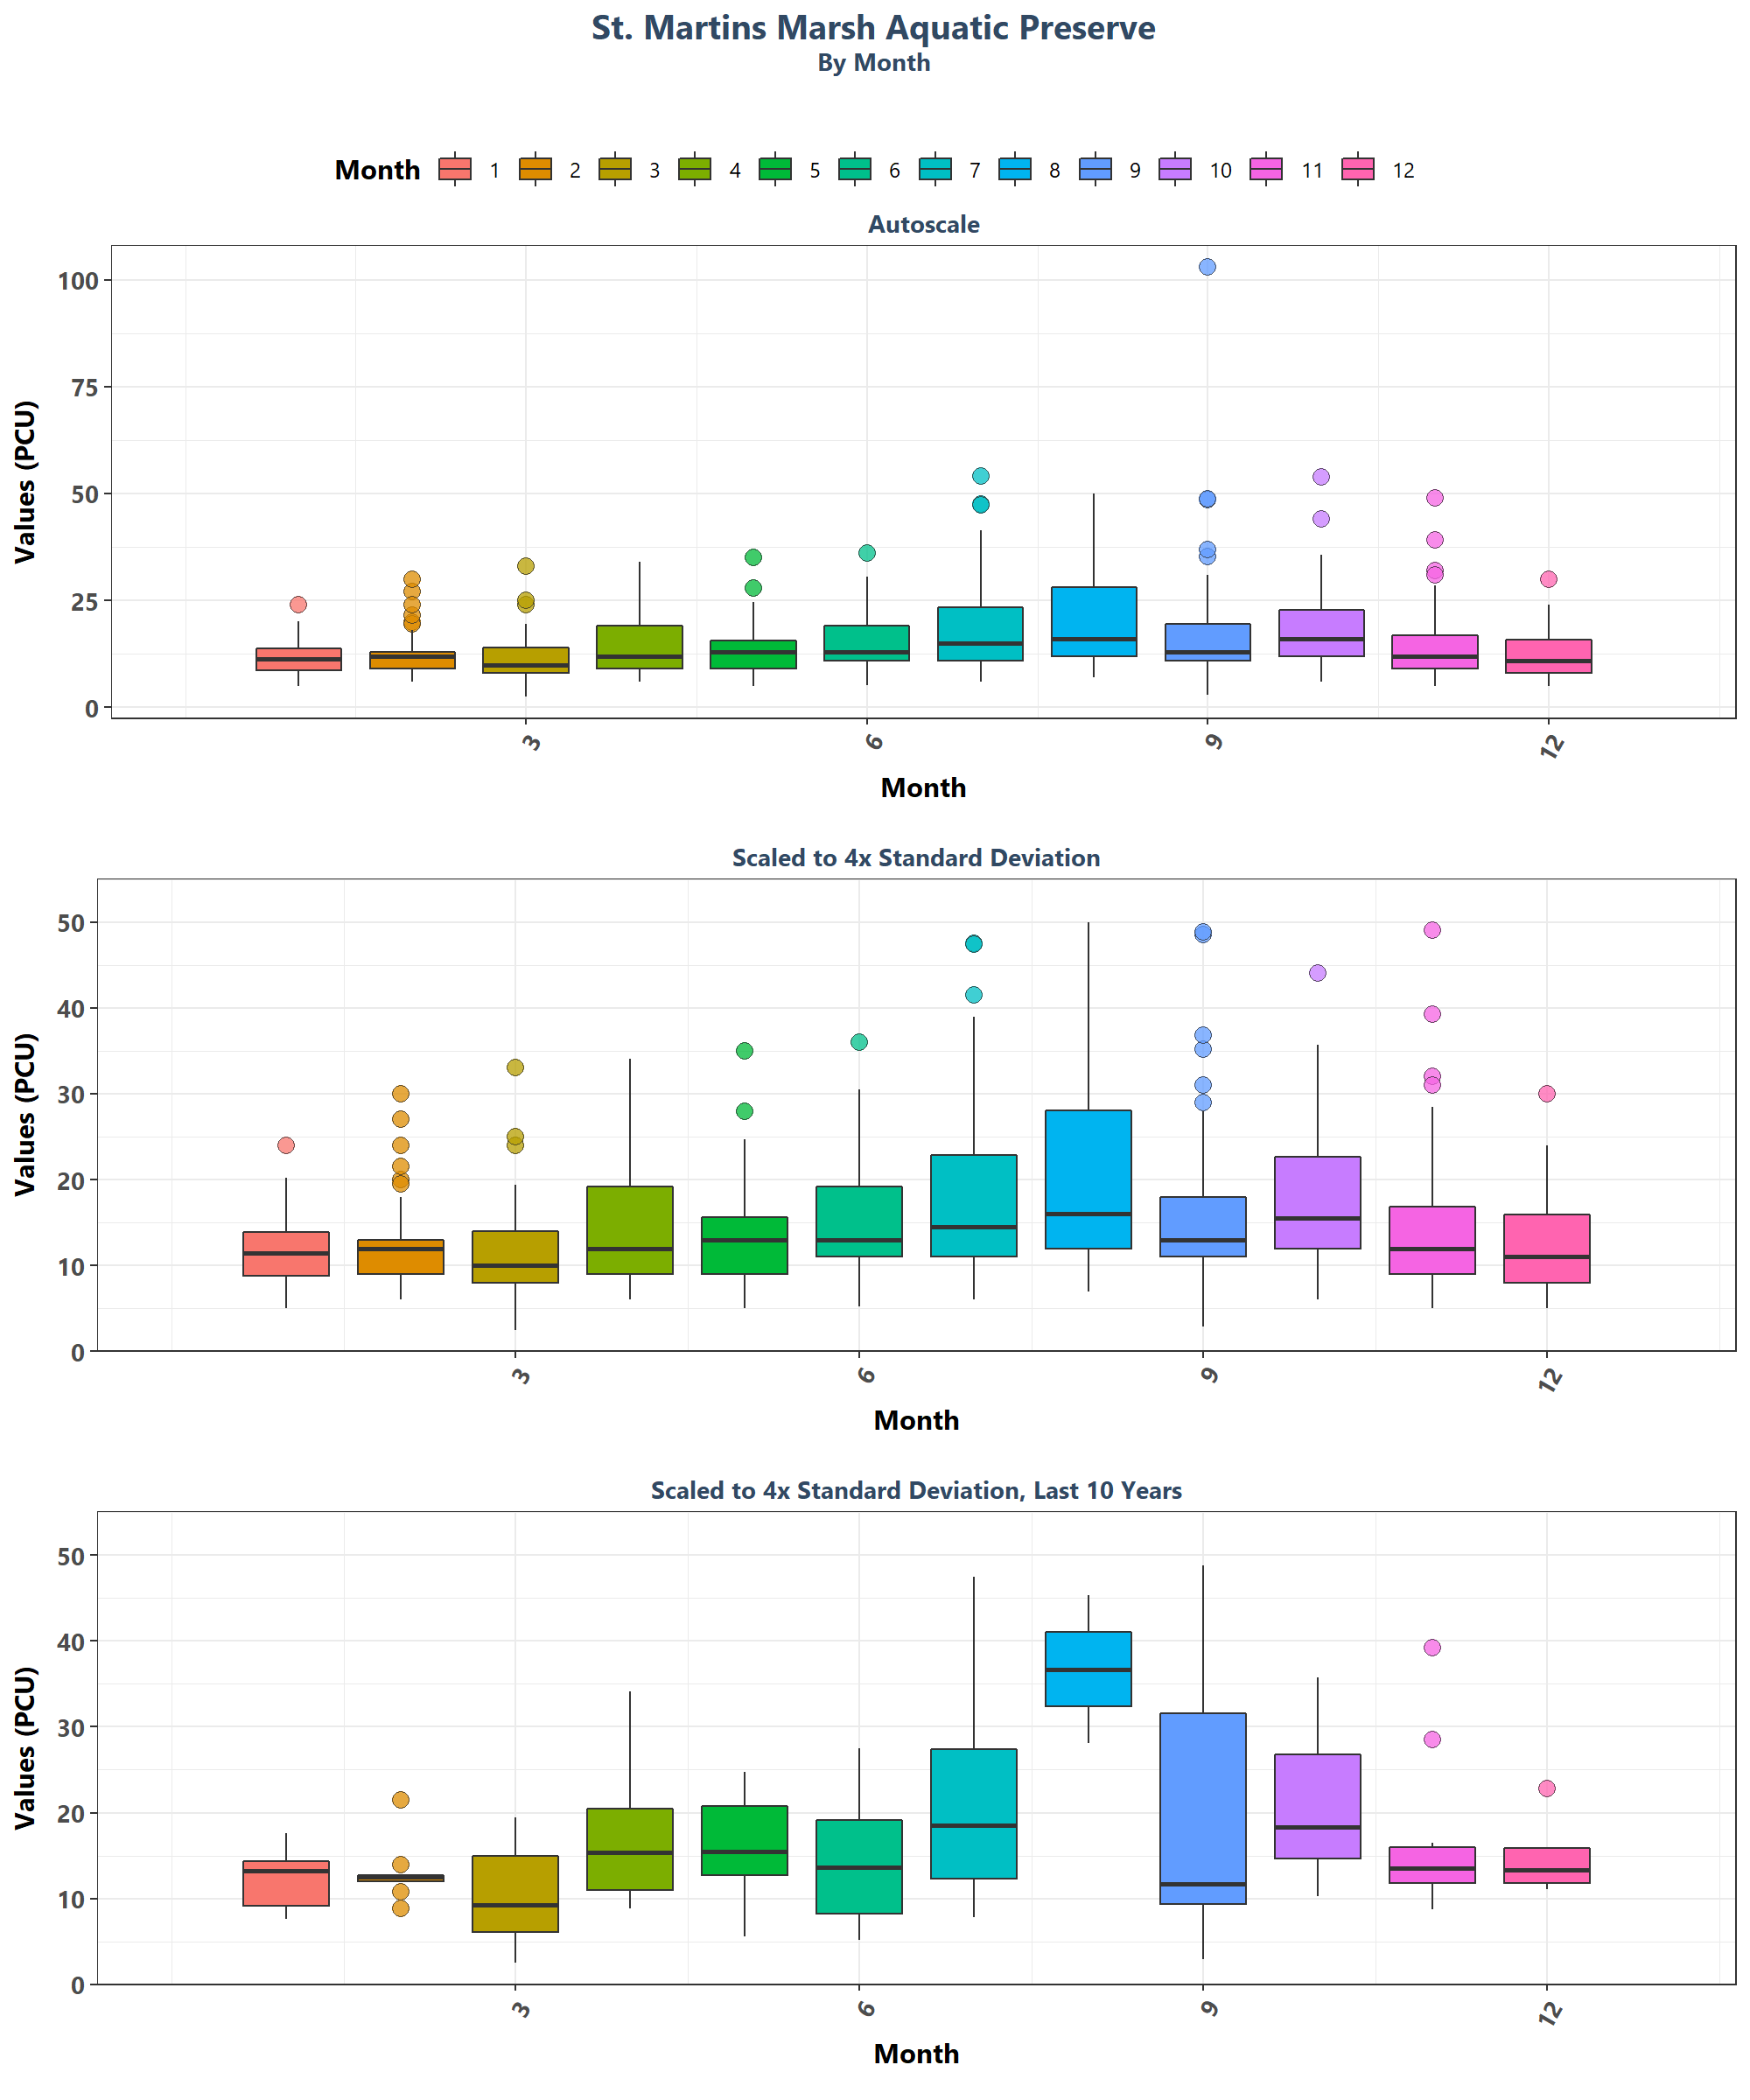 St. Martins Marsh Aquatic Preserve
By Month
Month 1 2 3 4 5 6 7 8 9 10 11 12
Autoscale
Values (PCU)
100
75
50
25
0
3 6 9 12
Month
Scaled to 4x Standard Deviation
Values (PCU)
50
40
30
20
10
0
3 6 9 12
Month
Scaled to 4x Standard Deviation, Last 10 Years
Values (PCU)
50
40
30
20
10
0
3 6 9 12
Month